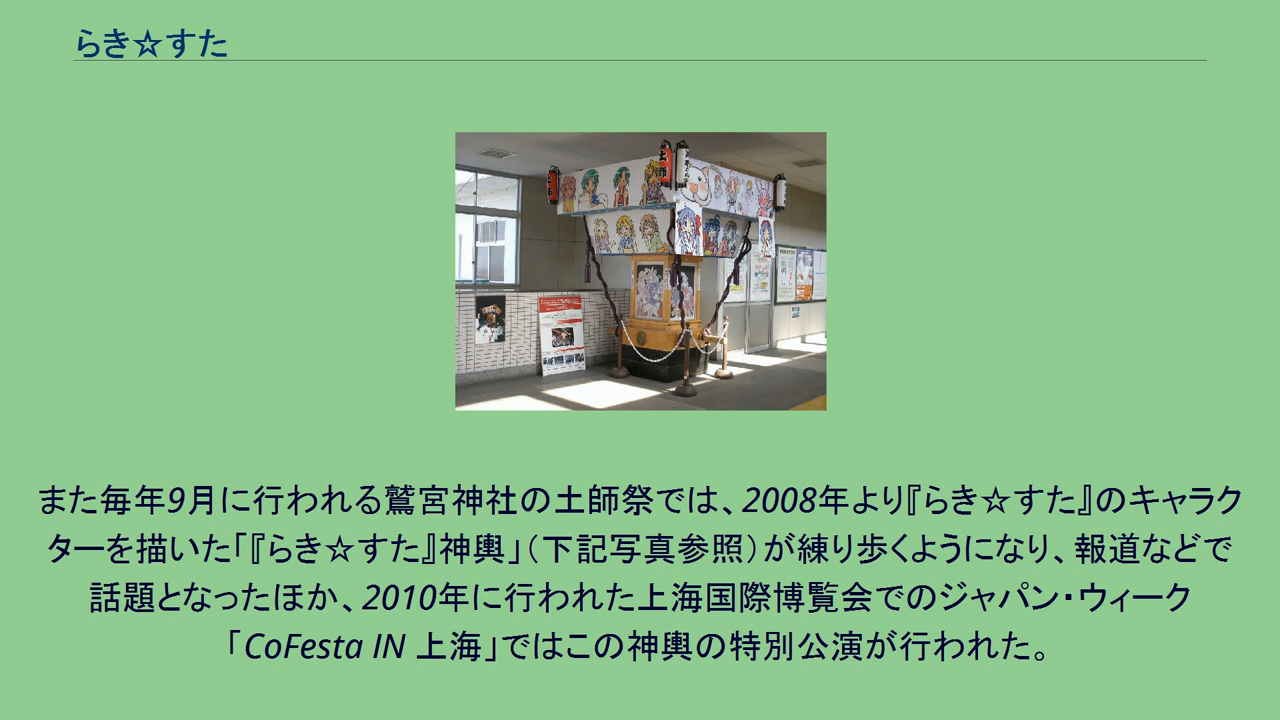 らき☆すた
また毎年9月に行われる鷲宮神社の土師祭では、2008年より『らき☆すた』のキャラク
ターを描いた「『らき☆すた』神輿」（下記写真参照）が練り歩くようになり、報道などで
話題となったほか、2010年に行われた上海国際博覧会でのジャパン・ウィーク
「CoFesta IN 上海」ではこの神輿の特別公演が行われた。